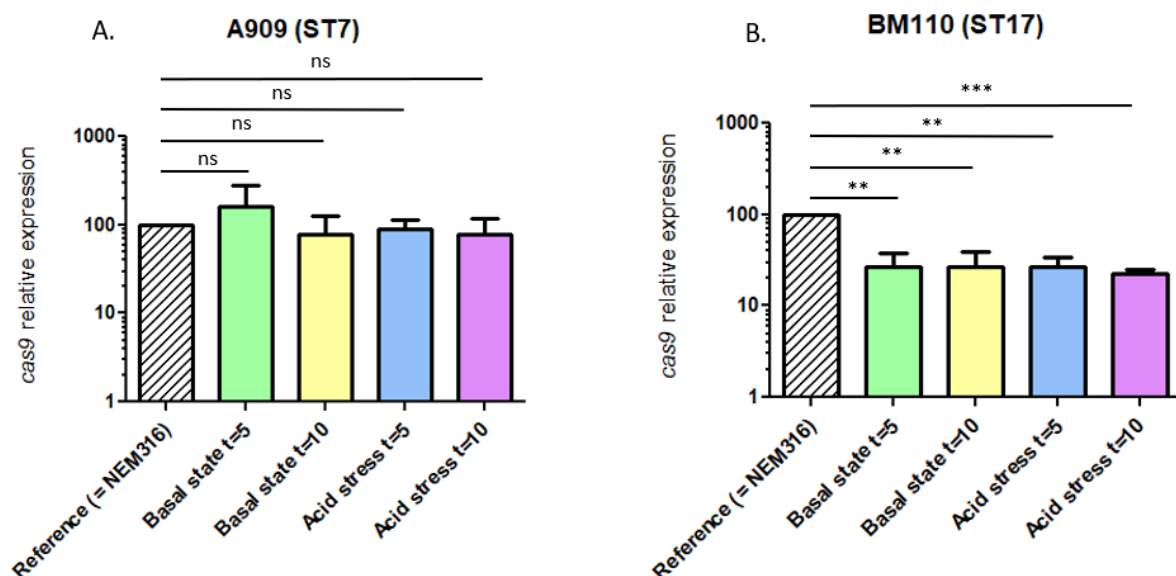 A.
A909 (ST7)
ns
ns
ns
ns
cas9 relative expression
1000
100
10
1
Reference (= NEM316)
Basal state t=5
Basal state t=10
Acid stress t=5
Acid stress t=10
B.
BM110 (ST17)
***
**
**
**
cas9 relative expression
1000
100
10
1
Reference (= NEM316)
Basal state t=5
Basal state t=10
Acid stress t=5
Acid stress t=10